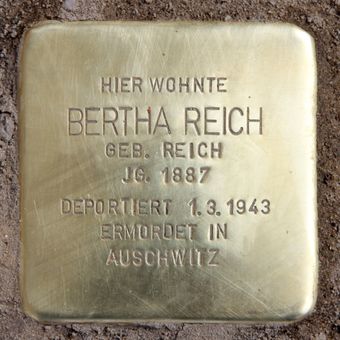 HIER WOHNTE
BERTHA REICH
GEB. REICH
JG. 1887
DEPORTIERT 1.3.1943
ERMORDET IN
AUSCHWITZ